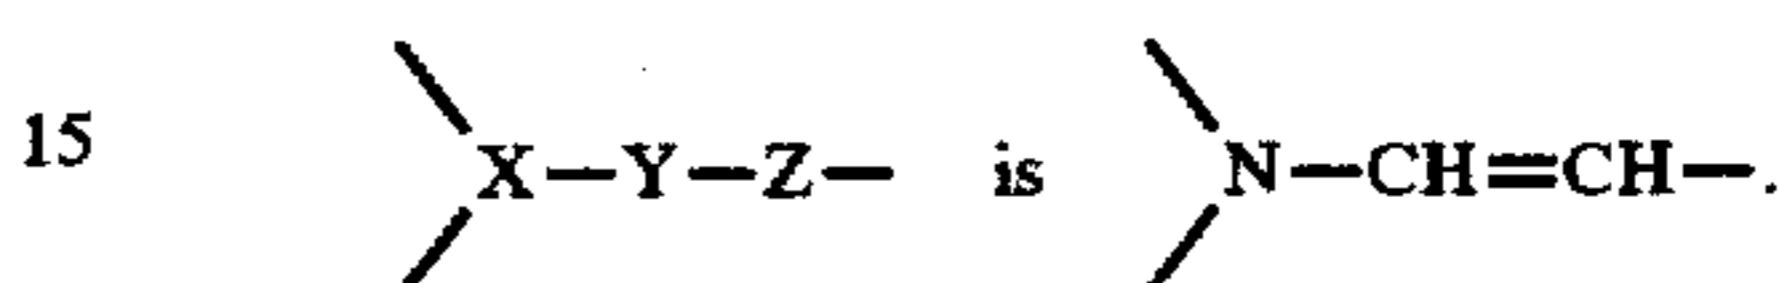 15 X—Y—Z— is N—CH=CH—.